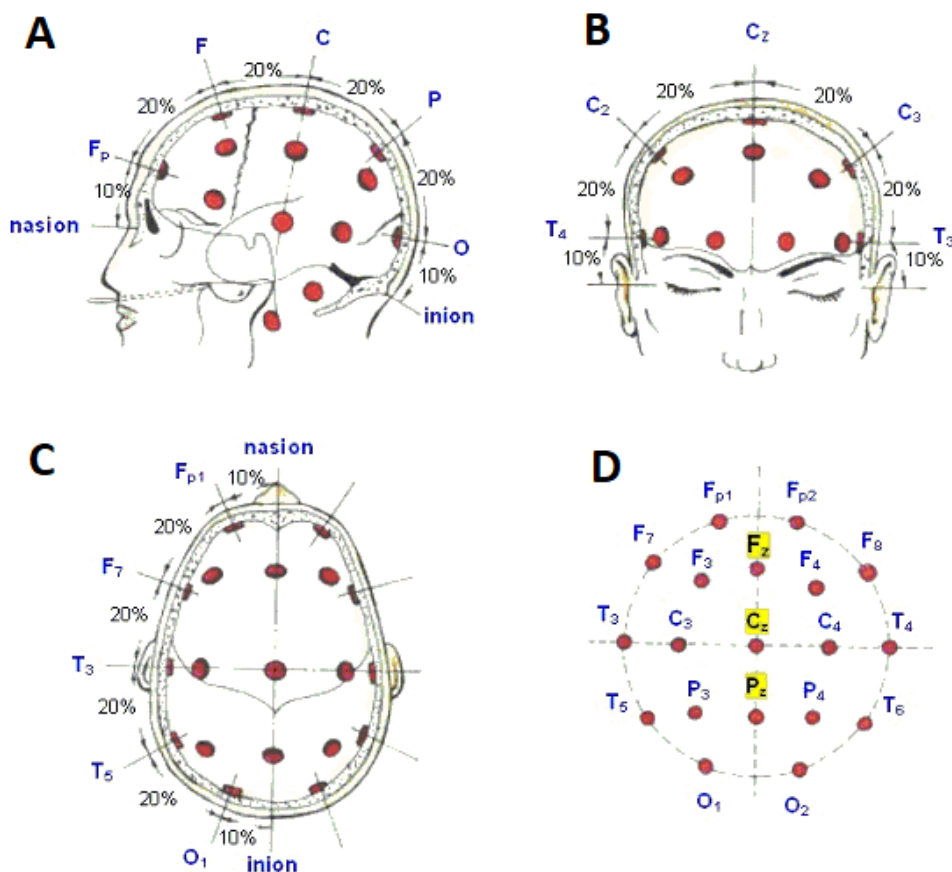 A
F
C
20%
20%
20%
P
Fp
10%
20%
nasion
O
10%
inion
B
Cz
20%
20%
C2
C3
20%
20%
T4
T3
10%
10%
C
nasion
Fp1
10%
20%
F7
20%
T3
20%
T5
20%
10%
O1
inion
D
Fp1 Fp2
F7 Fz F8
F3 F4
T3 C3 Cz C4 T4
T5 P3 Pz P4 T6
O1 O2